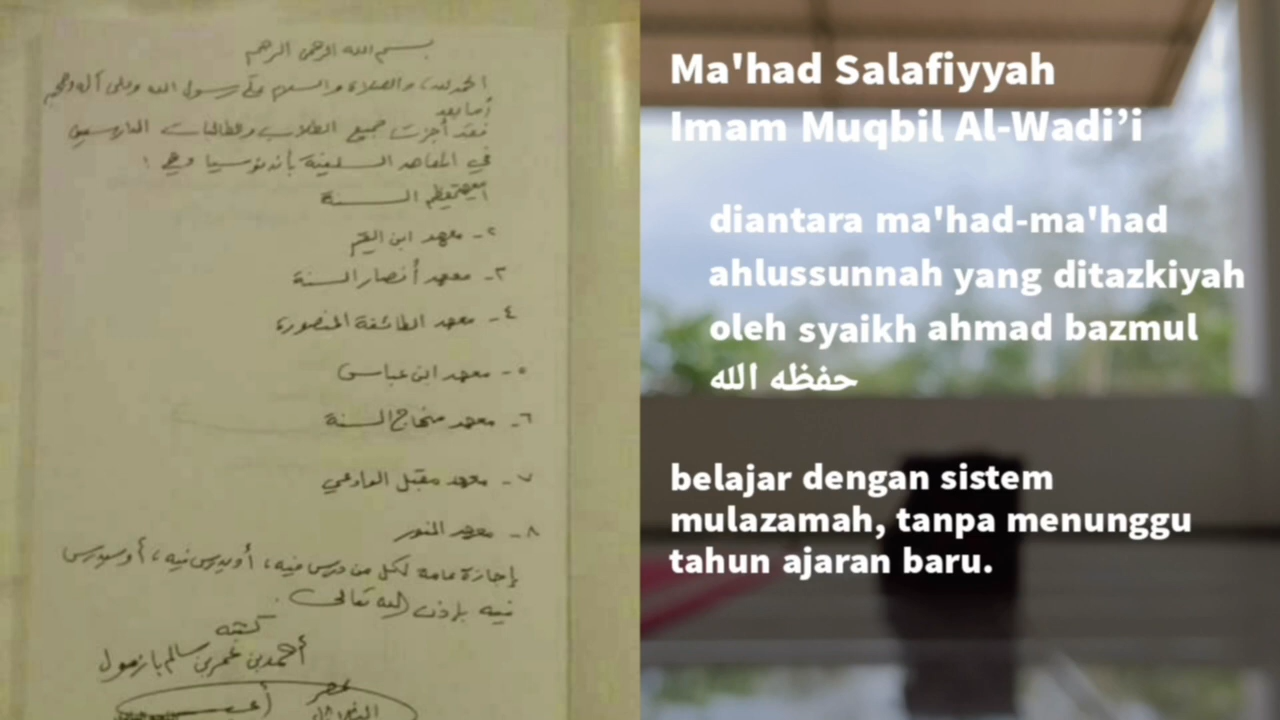 بسم الله الرحمن الرحيم
الحمد لله والصلاة والسلام على رسول الله وعلى آله وصحبه
أما بعد
فقد أجزت جميع الطلاب والطالبات الدارسين
في المعاهد السلفية بأندونوسيا وهي :
السنة
٢- معهد ابن القيم
٣- معهد أنصار السنة
٤- معهد الطائفة المنصورة
٥- معهد ابن عباس
٦- معهد منهاج السنة
٧- معهد مقبل الوادعي
٨- معهد المنور
إجازة عامة لكل من درس فيه، أو يدرس فيه، أو سيدرس
فيه بإذن الله تعالى .
كتبه
أحمد بن عمر بن سالم بازمول
Ma'had Salafiyyah
Imam Muqbil Al-Wadi’i
diantara ma'had-ma'had
ahlussunnah yang ditazkiyah
oleh syaikh ahmad bazmul
حفظه الله
belajar dengan sistem
mulazamah, tanpa menunggu
tahun ajaran baru.